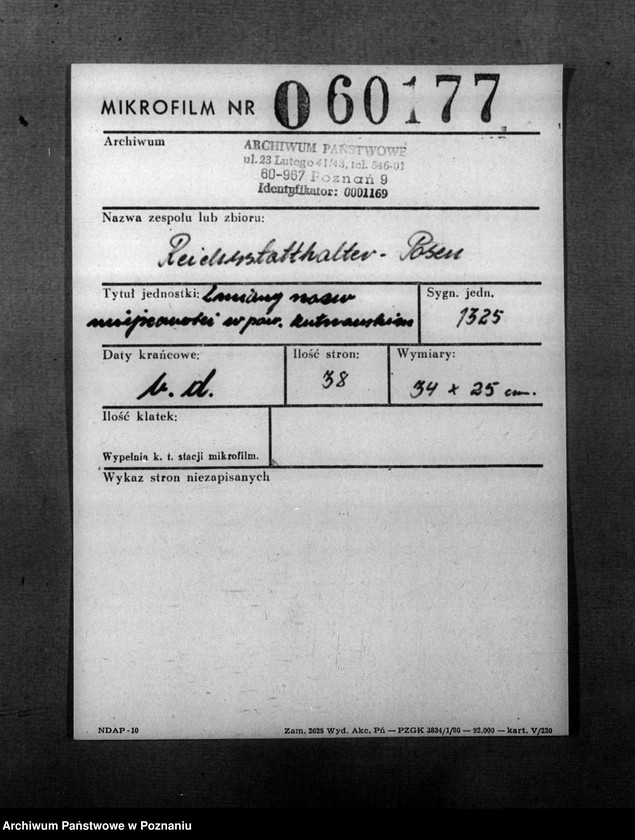 MIKROFILM NR 060177
Archiwum
ARCHIWUM PAŃSTWOWE
ul. 23 Lutego 41/43, tel. 546-01
60-967 Poznań 9
Identyfikator: 0001169
Nazwa zespołu lub zbioru:
Reichsstatthalter - Posen
Tytuł jednostki: Zmiany nazw
miejscowości w pow. kutnowskim
Sygn. jedn.
1325
Daty krańcowe:
b. d.
Ilość stron:
38
Wymiary:
34 x 25 cm.
Ilość klatek:
Wypełnia k. t. stacji mikrofilm.
Wykaz stron niezapisanych
NDAP-10
Zam. 2625 Wyd. Akc. Pń — PZGK 3834/1/80 — 92.000 — kart. V/220
Archiwum Państwowe w Poznaniu